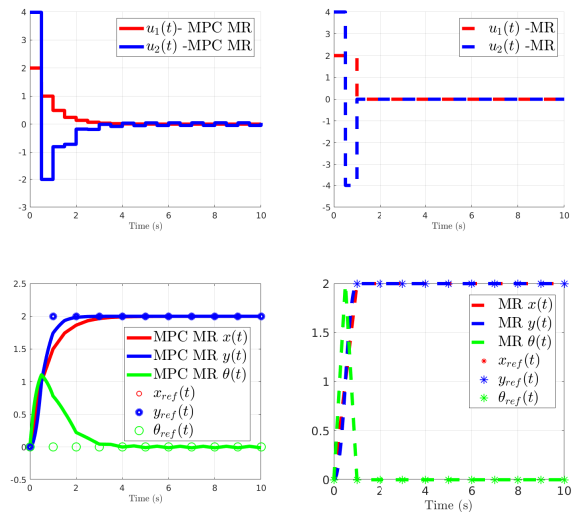 4
3
2
1
0
-1
-2
-3
0 2 4 6 8 10
Time (s)
u1(t)- MPC MR
u2(t) -MPC MR
4
3
2
1
0
-1
-2
-3
-4
-5
0 2 4 6 8 10
Time (s)
u1(t) -MR
u2(t) -MR
2.5
2
1.5
1
0.5
0
-0.5
0 2 4 6 8 10
Time (s)
MPC MR x(t)
MPC MR y(t)
MPC MR θ(t)
xref(t)
yref(t)
θref(t)
2
1.5
1
0.5
0
0 2 4 6 8 10
Time (s)
MR x(t)
MR y(t)
MR θ(t)
xref(t)
yref(t)
θref(t)